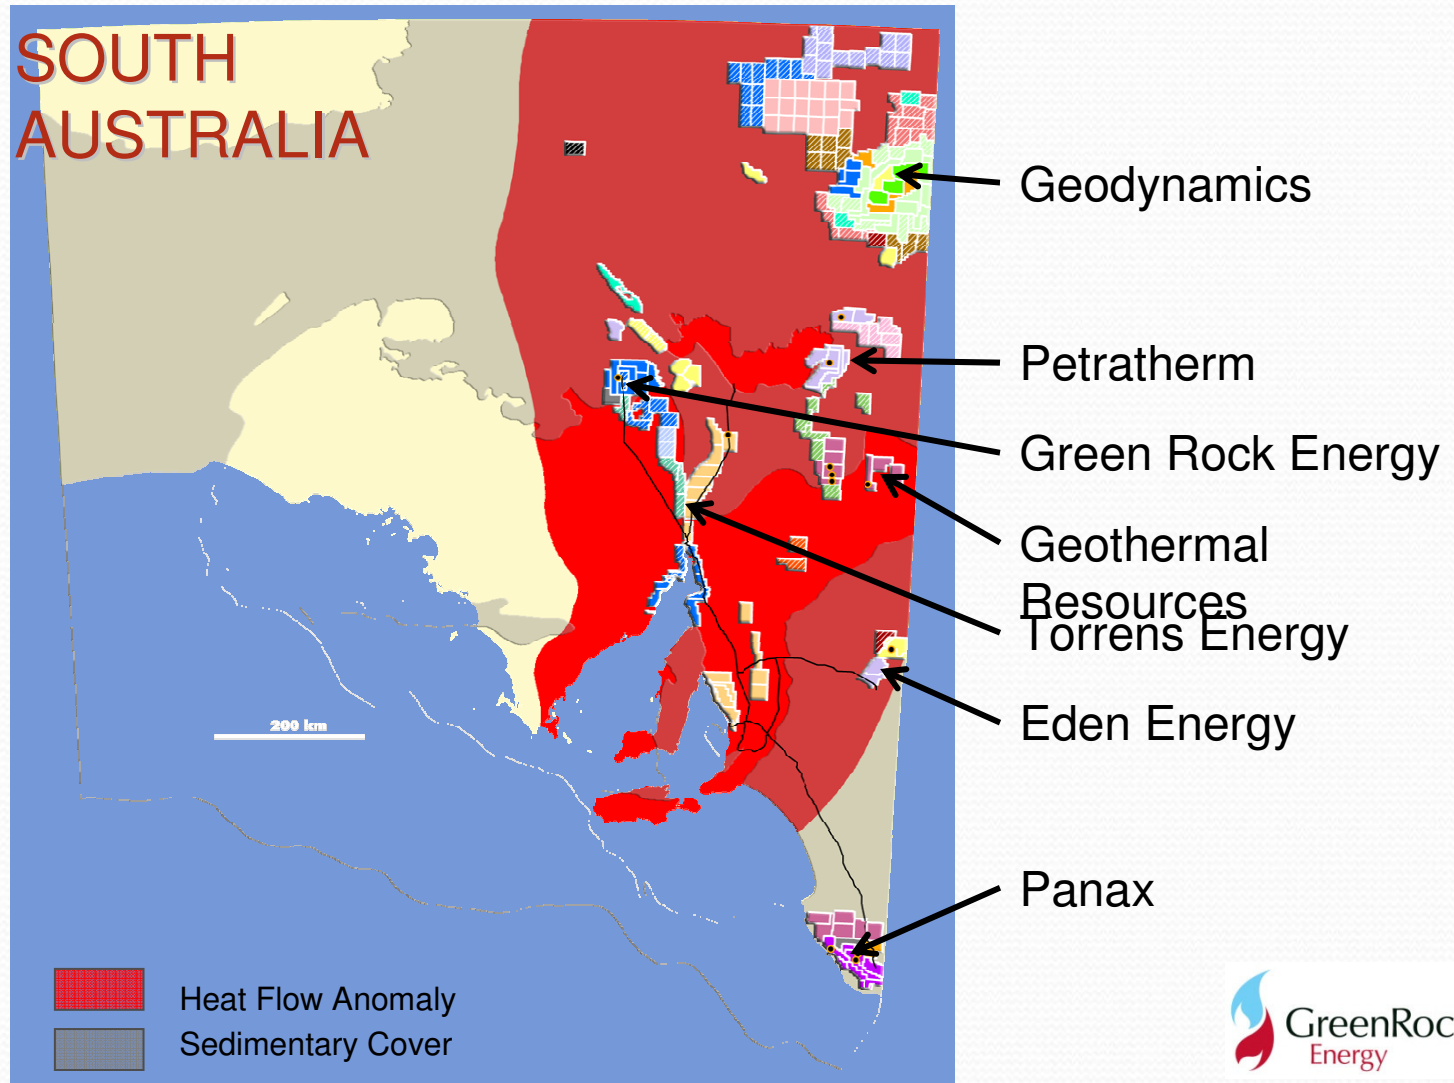 SOUTH
AUSTRALIA
Geodynamics
Petratherm
Green Rock Energy
Geothermal
Resources
Torrens Energy
Eden Energy
Panax
200 km
Heat Flow Anomaly
Sedimentary Cover
GreenRoc
Energy